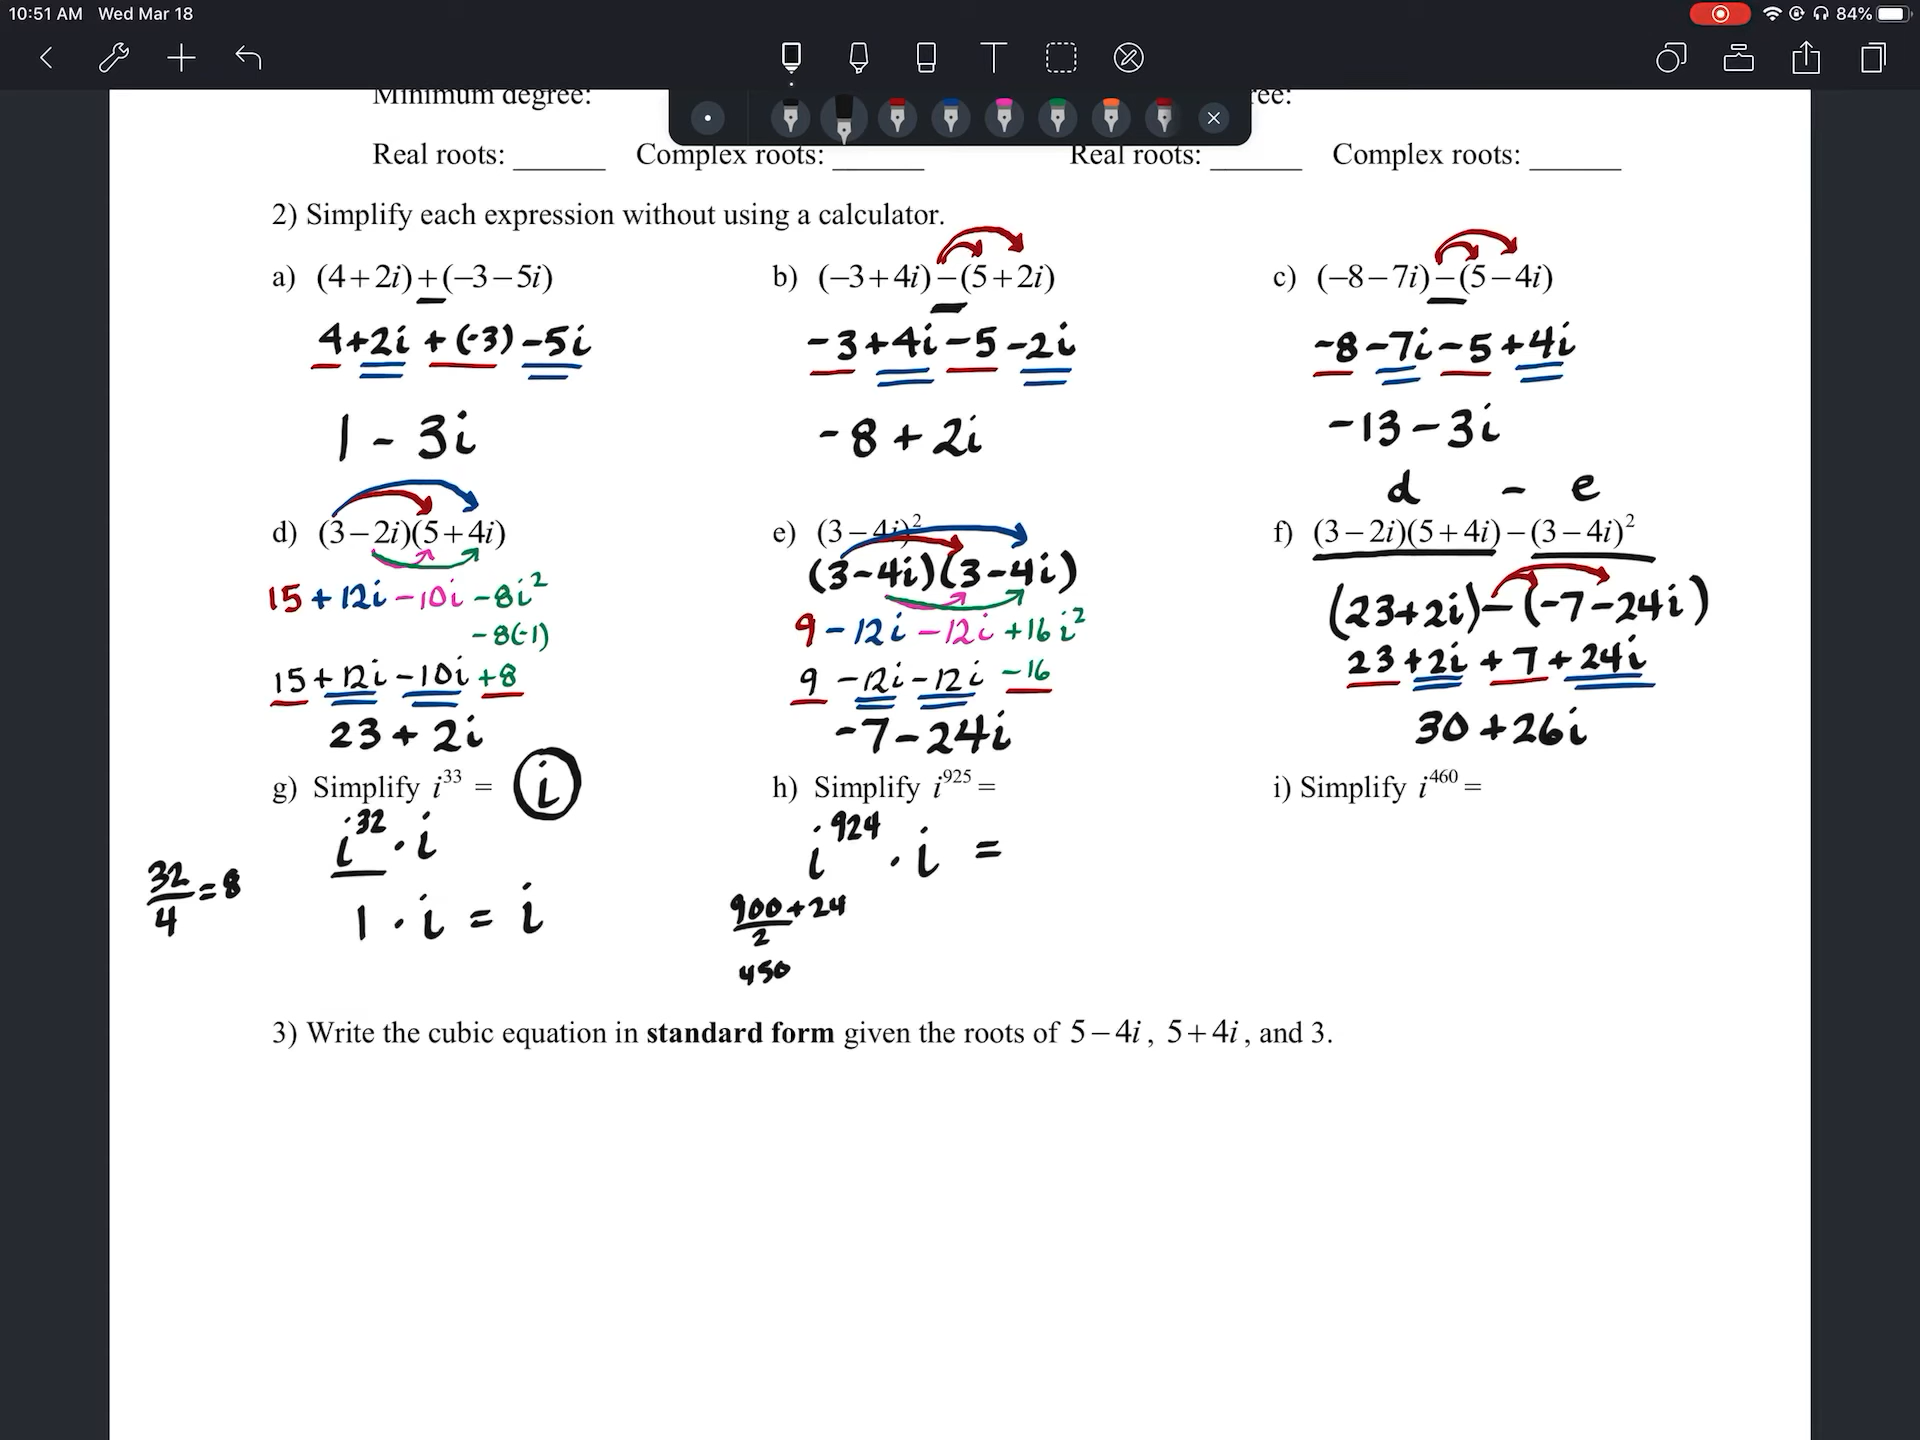 10:51 AM Wed Mar 18
84%
Minimum degree:
ree:
Real roots: ______ Complex roots: ______ Real roots: ______ Complex roots: ______
2) Simplify each expression without using a calculator.
a) (4+2i)+(−3−5i)
4+2i +(-3) -5i
1 - 3i
b) (−3+4i)−(5+2i)
-3+4i-5-2i
-8 + 2i
c) (−8−7i)−(5−4i)
-8-7i-5+4i
-13-3i
d) (3−2i)(5+4i)
15+12i-10i-8i²
-8(-1)
15+12i-10i+8
23+2i
e) (3−4i)²
(3-4i)(3-4i)
9-12i-12i+16i²
9-12i-12i-16
-7-24i
d - e
f) (3−2i)(5+4i)−(3−4i)²
(23+2i)-(-7-24i)
23+2i+7+24i
30+26i
g) Simplify i³³ = i
i³² · i
32/4=8
1 · i = i
h) Simplify i⁹²⁵ =
i⁹²⁴ · i =
900/2+24
450
i) Simplify i⁴⁶⁰ =
3) Write the cubic equation in standard form given the roots of 5−4i, 5+4i, and 3.